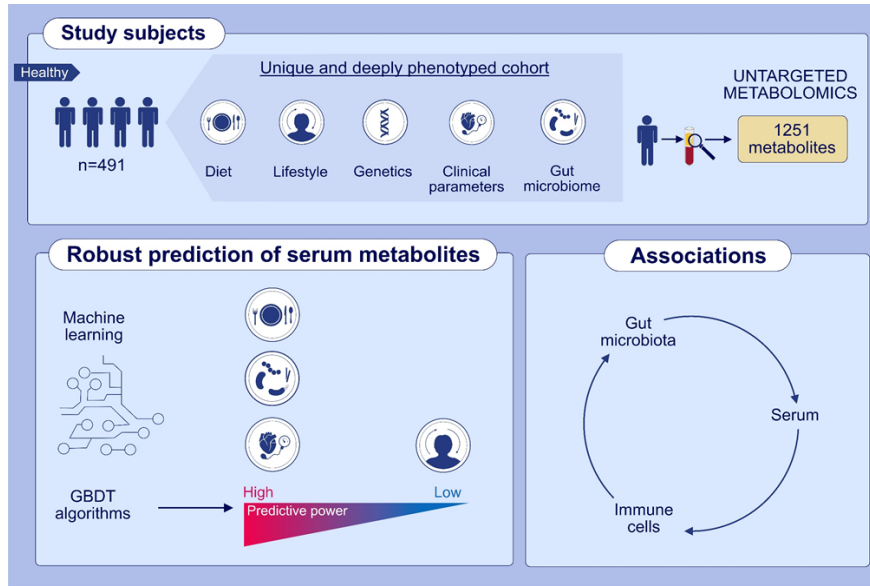 Study subjects
Healthy
n=491
Unique and deeply phenotyped cohort
Diet
Lifestyle
Genetics
Clinical
parameters
Gut
microbiome
UNTARGETED
METABOLOMICS
1251
metabolites
Robust prediction of serum metabolites
Machine
learning
GBDT
algorithms
High
Low
Predictive power
Associations
Gut
microbiota
Serum
Immune
cells